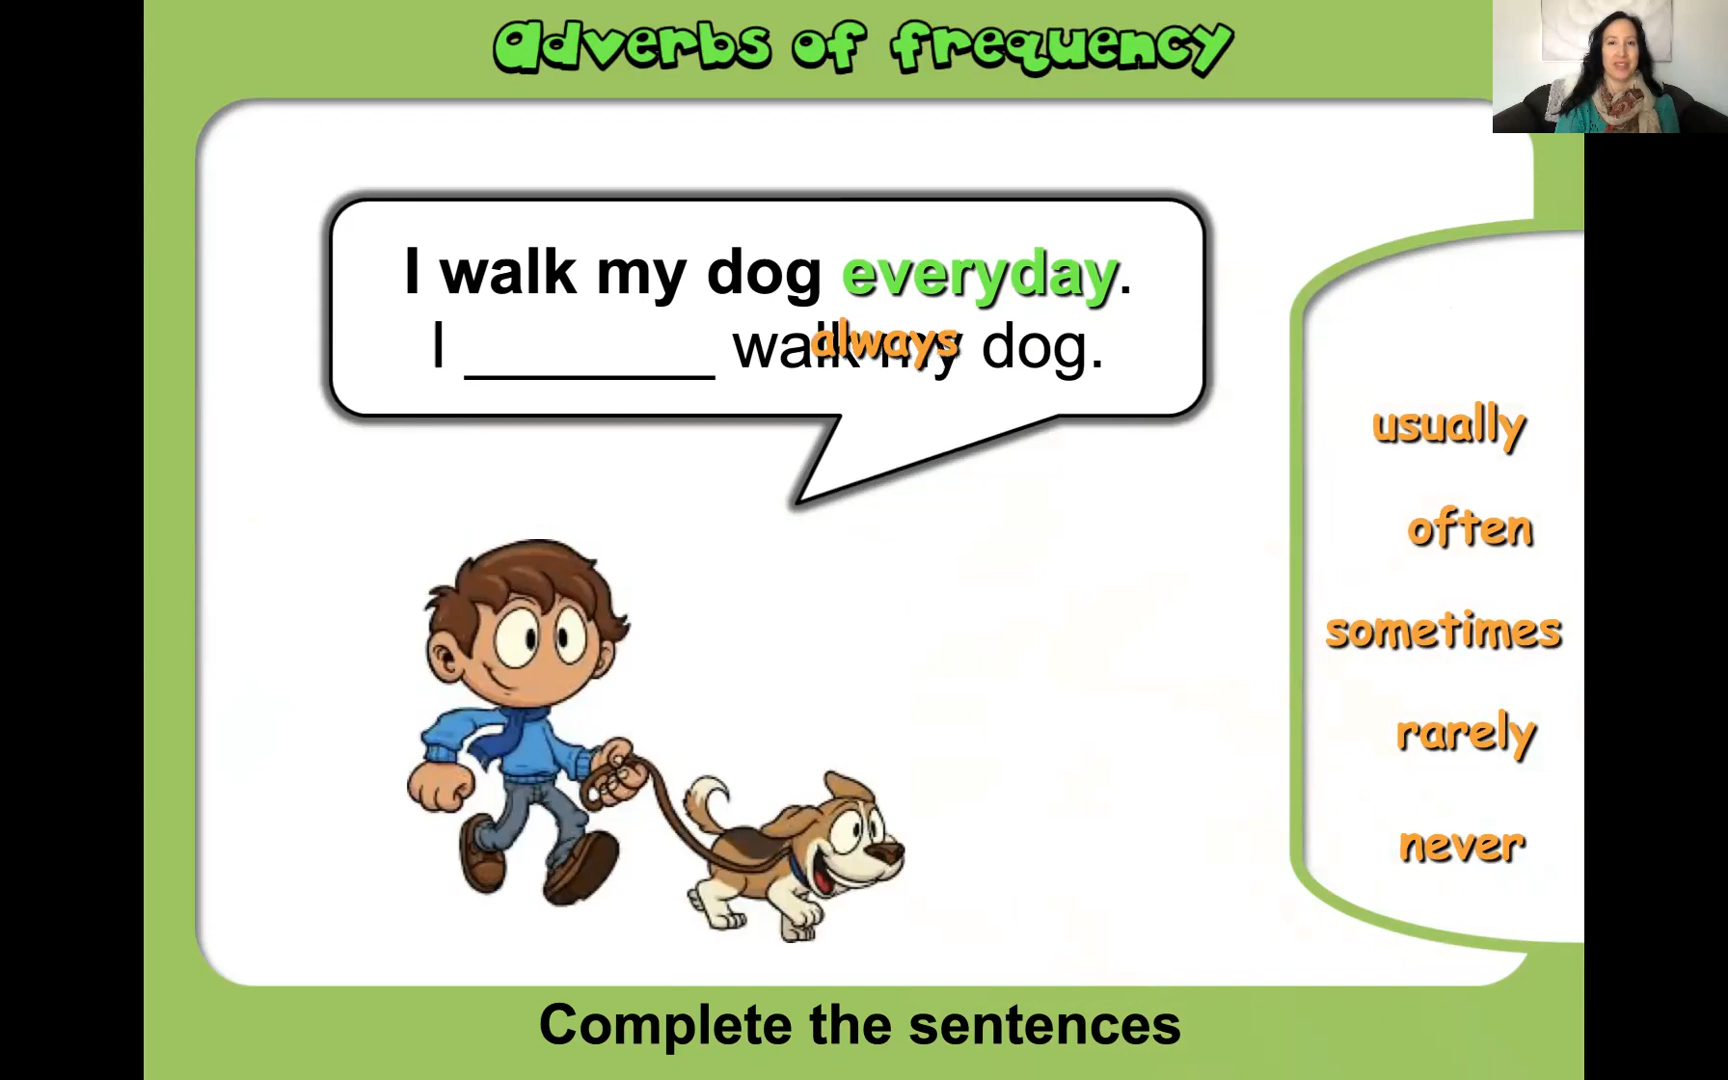 adverbs of frequency
I walk my dog everyday.
I ________ walk my dog.
always
usually
often
sometimes
rarely
never
Complete the sentences